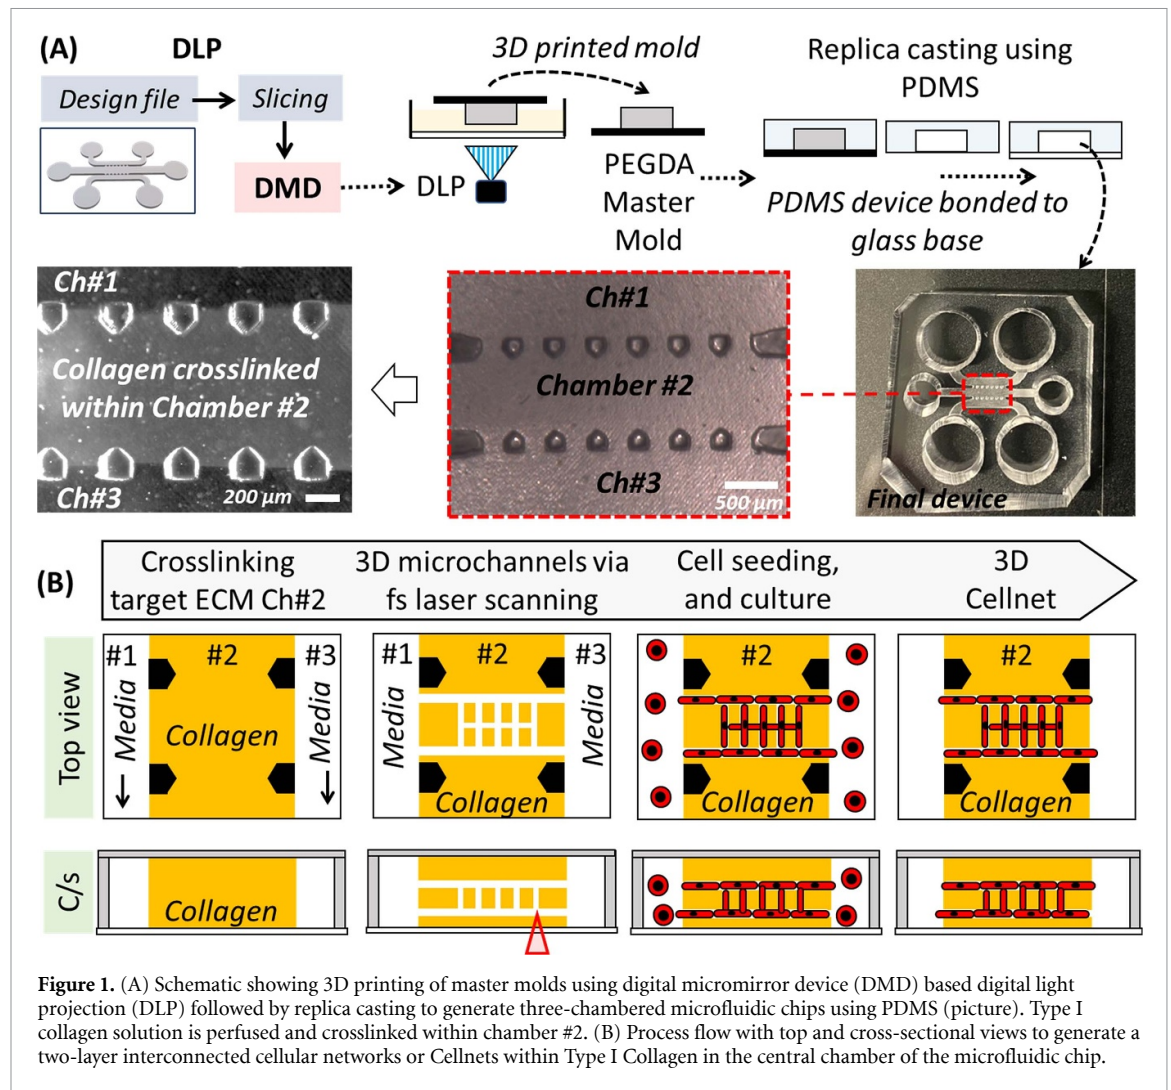 (A)
DLP
Design file
Slicing
DMD
DLP
3D printed mold
PEGDA
Master
Mold
Replica casting using
PDMS
PDMS device bonded to
glass base
Ch#1
Collagen crosslinked
within Chamber #2
Ch#3
200 µm
Ch#1
Chamber #2
Ch#3
500 µm
Final device
(B)
Crosslinking
target ECM Ch#2
3D microchannels via
fs laser scanning
Cell seeding,
and culture
3D
Cellnet
Top view
#1
#2
#3
Media
Collagen
Media
#1
#2
#3
Media
Media
Collagen
#2
Collagen
#2
Collagen
C/s
Collagen
Figure 1. (A) Schematic showing 3D printing of master molds using digital micromirror device (DMD) based digital light
projection (DLP) followed by replica casting to generate three-chambered microfluidic chips using PDMS (picture). Type I
collagen solution is perfused and crosslinked within chamber #2. (B) Process flow with top and cross-sectional views to generate a
two-layer interconnected cellular networks or Cellnets within Type I Collagen in the central chamber of the microfluidic chip.